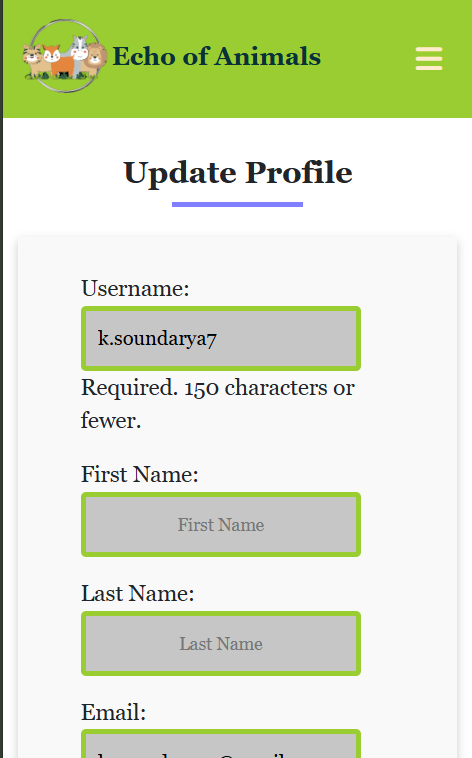 Echo of Animals
Update Profile
Username:
k.soundarya7
Required. 150 characters or
fewer.
First Name:
First Name
Last Name:
Last Name
Email: